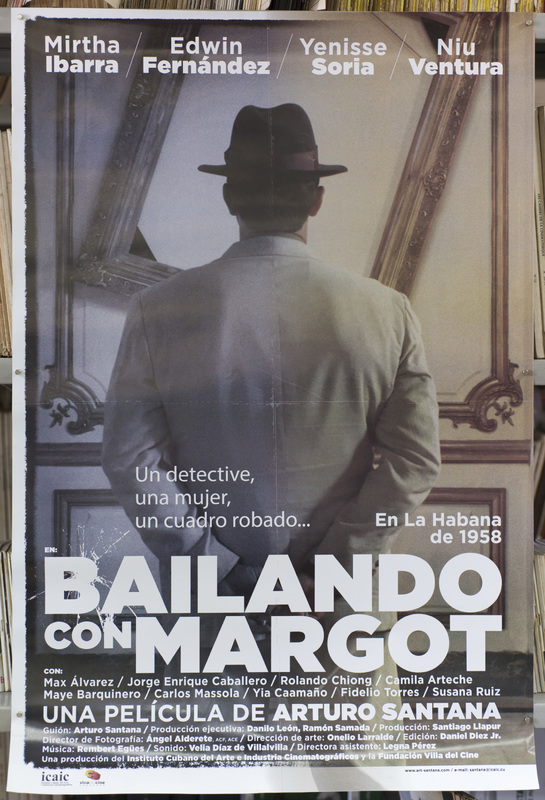 Mirtha Ibarra / Edwin Fernández / Yenisse Soria / Niu Ventura
Un detective,
una mujer,
un cuadro robado...
En La Habana
de 1958
EN:
BAILANDO
CON MARGOT
CON:
Max Álvarez / Jorge Enrique Caballero / Rolando Chiong / Camila Arteche
Maye Barquinero / Carlos Massola / Yia Caamaño / Fidelio Torres / Susana Ruiz
UNA PELÍCULA DE ARTURO SANTANA
Guión: Arturo Santana / Producción ejecutiva: Danilo León, Ramón Samada / Producción: Santiago Llapur
Director de Fotografía: Ángel Alderete ACF, ACE / Dirección de arte: Onelio Larralde / Edición: Daniel Diez Jr.
Música: Rembert Egües / Sonido: Velia Díaz de Villalvilla / Directora asistente: Legna Pérez
Una producción del Instituto Cubano del Arte e Industria Cinematográficos y la Fundación Villa del Cine
icaic